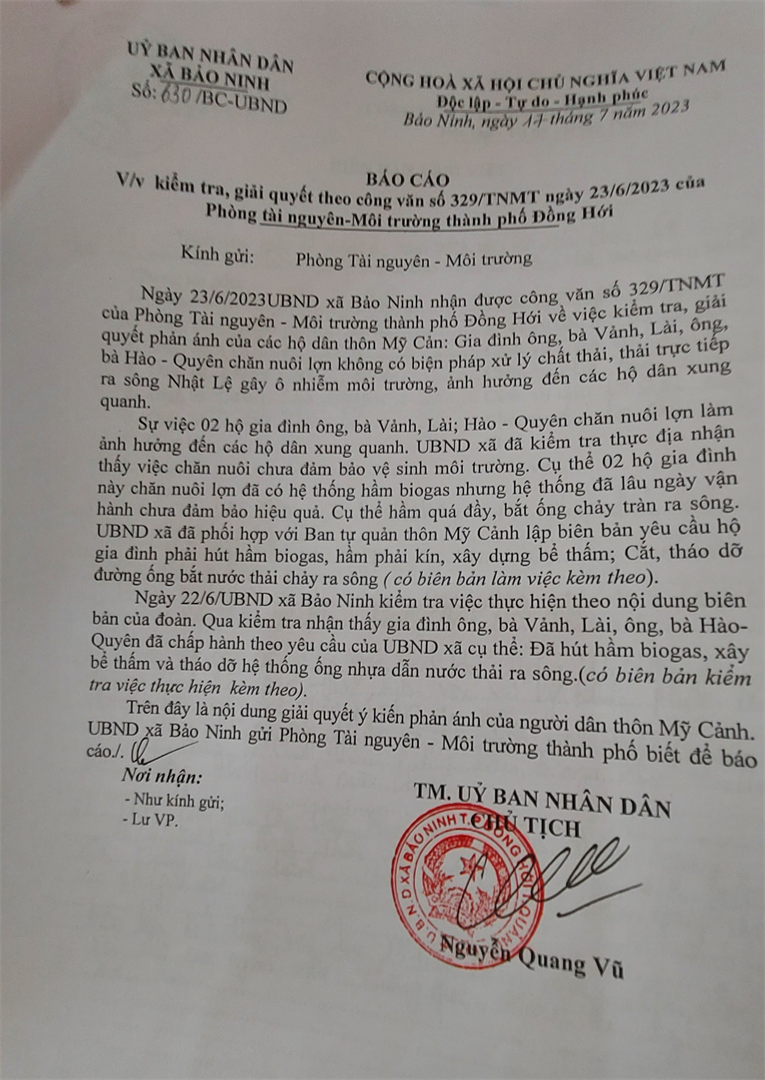 UỶ BAN NHÂN DÂN
XÃ BẢO NINH
Số: 630/BC-UBND
CỘNG HOÀ XÃ HỘI CHỦ NGHĨA VIỆT NAM
Độc lập - Tự do - Hạnh phúc
Bảo Ninh, ngày 17 tháng 7 năm 2023
BÁO CÁO
V/v kiểm tra, giải quyết theo công văn số 329/TNMT ngày 23/6/2023 của
Phòng tài nguyên-Môi trường thành phố Đồng Hới
Kính gửi: Phòng Tài nguyên - Môi trường
Ngày 23/6/2023UBND xã Bảo Ninh nhận được công văn số 329/TNMT
của Phòng Tài nguyên - Môi trường thành phố Đồng Hới về việc kiểm tra, giải
quyết phản ánh của các hộ dân thôn Mỹ Cản: Gia đình ông, bà Vảnh, Lài, ông,
bà Hào - Quyên chăn nuôi lợn không có biện pháp xử lý chất thải, thải trực tiếp
ra sông Nhật Lệ gây ô nhiễm môi trường, ảnh hưởng đến các hộ dân xung
quanh.
Sự việc 02 hộ gia đình ông, bà Vảnh, Lài; Hào - Quyên chăn nuôi lợn làm
ảnh hưởng đến các hộ dân xung quanh. UBND xã đã kiểm tra thực địa nhận
thấy việc chăn nuôi chưa đảm bảo vệ sinh môi trường. Cụ thể 02 hộ gia đình
này chăn nuôi lợn đã có hệ thống hầm biogas nhưng hệ thống đã lâu ngày vận
hành chưa đảm bảo hiệu quả. Cụ thể hầm quá đầy, bắt ống chảy tràn ra sông.
UBND xã đã phối hợp với Ban tự quản thôn Mỹ Cảnh lập biên bản yêu cầu hộ
gia đình phải hút hầm biogas, hầm phải kín, xây dựng bể thấm; Cắt, tháo dỡ
đường ống bắt nước thải chảy ra sông ( có biên bản làm việc kèm theo).
Ngày 22/6/UBND xã Bảo Ninh kiểm tra việc thực hiện theo nội dung biên
bản của đoàn. Qua kiểm tra nhận thấy gia đình ông, bà Vảnh, Lài, ông, bà Hào-
Quyên đã chấp hành theo yêu cầu của UBND xã cụ thể: Đã hút hầm biogas, xây
bể thấm và tháo dỡ hệ thống ống nhựa dẫn nước thải ra sông.(có biên bản kiểm
tra việc thực hiện kèm theo).
Trên đây là nội dung giải quyết ý kiến phản ánh của người dân thôn Mỹ Cảnh.
UBND xã Bảo Ninh gửi Phòng Tài nguyên - Môi trường thành phố biết để báo
cáo./.
Nơi nhận:
- Như kính gửi;
- Lư VP.
TM. UỶ BAN NHÂN DÂN
CHỦ TỊCH
U.B.N.D XÃ BẢO NINH T.P ĐỒNG HỚI
Nguyễn Quang Vũ